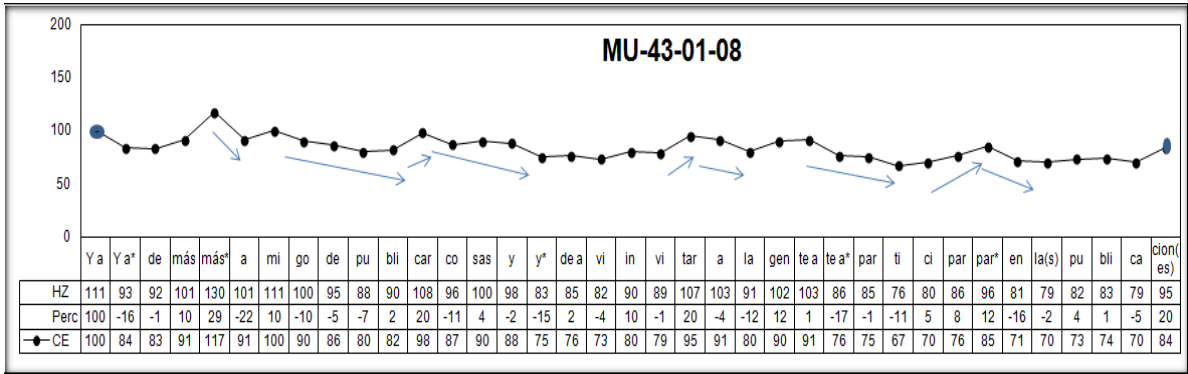 MU-43-01-08
200
150
100
50
0
Ya Ya* de más más* a mi go de pu bli car co sas y y* de a vi in vi tar a la gen te a te a* par ti ci par par* en la(s) pu bli ca cion(es)
HZ 111 93 92 101 130 101 111 100 95 88 90 108 96 100 98 83 85 82 90 89 107 103 91 102 103 86 85 76 80 86 96 81 79 82 83 79 95
Perc 100 -16 -1 10 29 -22 10 -10 -5 -7 2 20 -11 4 -2 -15 2 -4 10 -1 20 -4 -12 12 1 -17 -1 -11 5 8 12 -16 -2 4 1 -5 20
CE 100 84 83 91 117 91 100 90 86 80 82 98 87 90 88 75 76 73 80 79 95 91 80 90 91 76 75 67 70 76 85 71 70 73 74 70 84